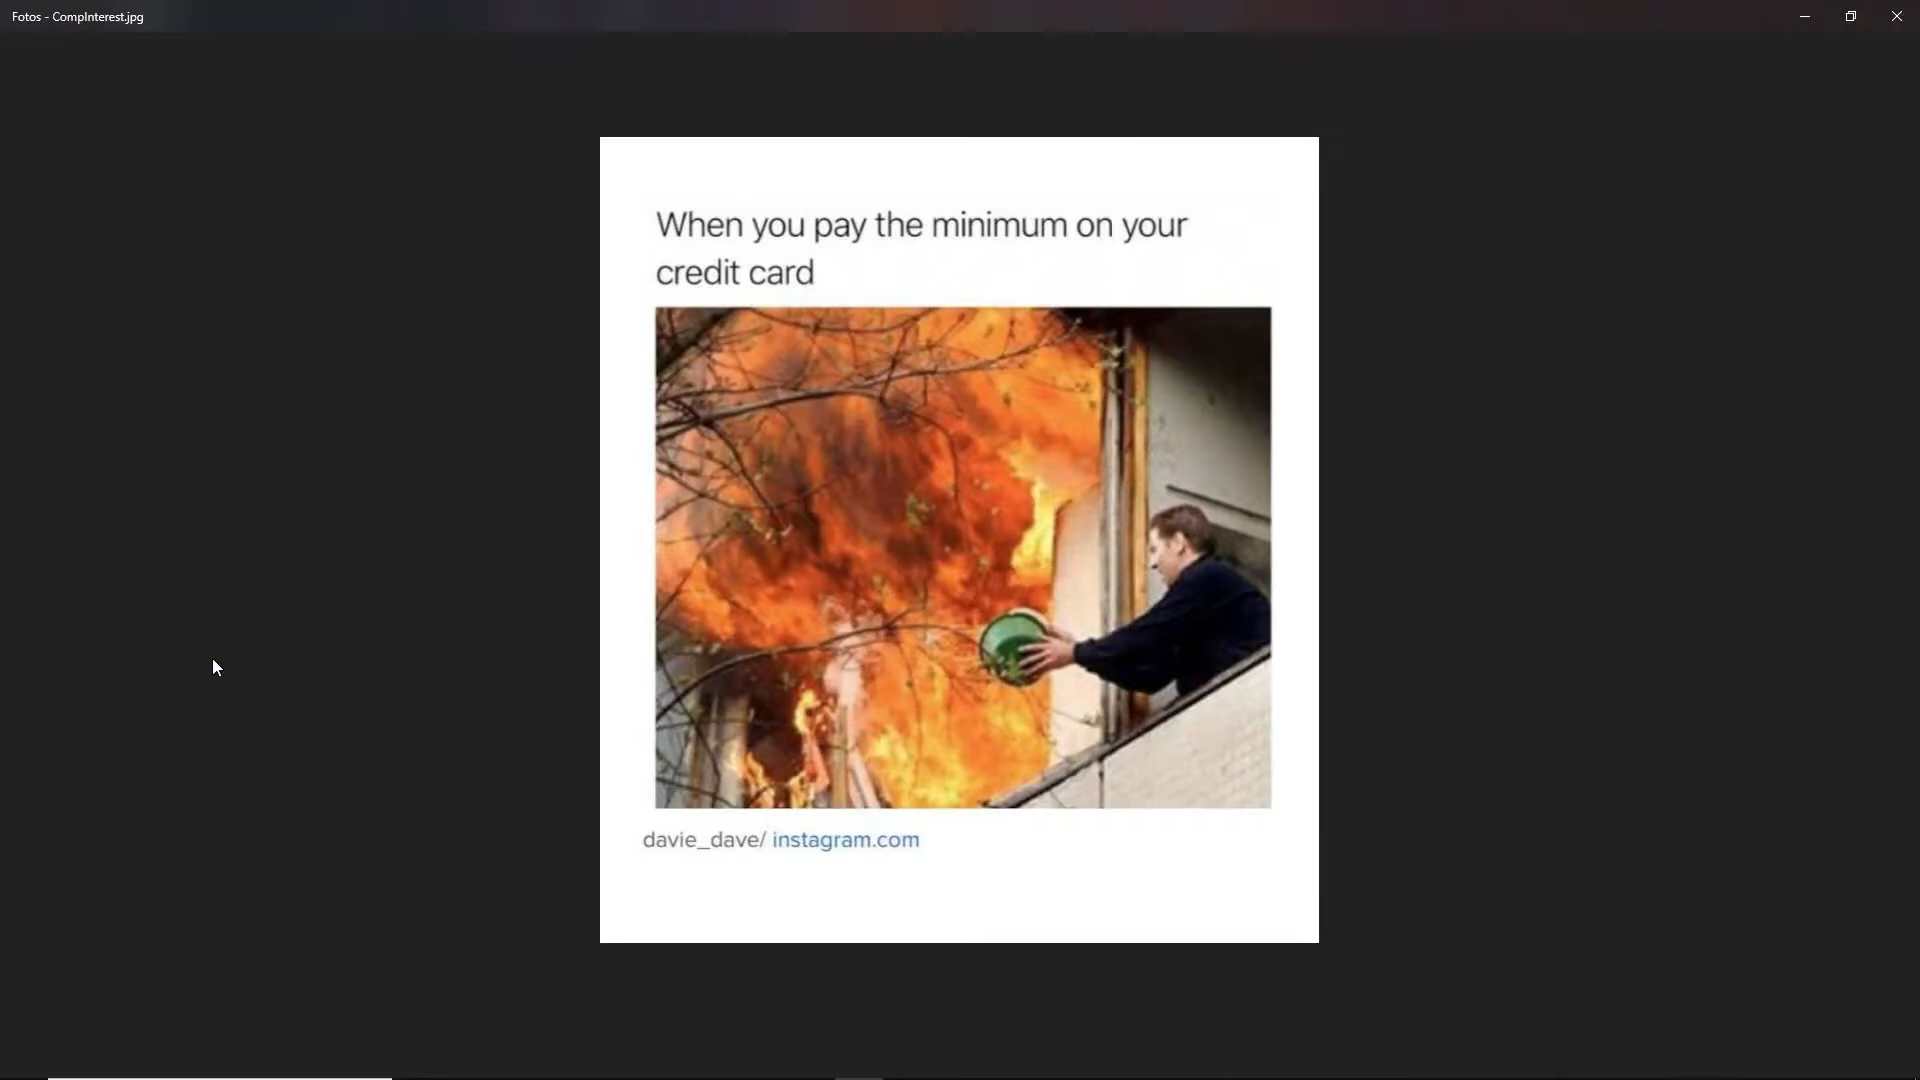 Fotos - CompInterest.jpg
When you pay the minimum on your
credit card
davie_dave/ instagram.com